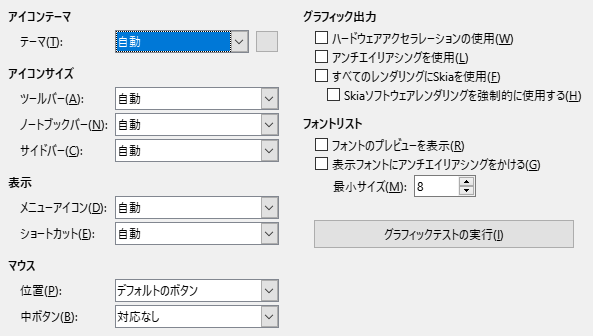 アイコンテーマ
テーマ(T): 自動
アイコンサイズ
ツールバー(A): 自動
ノートブックバー(N): 自動
サイドバー(C): 自動
表示
メニューアイコン(D): 自動
ショートカット(E): 自動
マウス
位置(P): デフォルトのボタン
中ボタン(B): 対応なし
グラフィック出力
ハードウェアアクセラレーションの使用(W)
アンチエイリアシングを使用(L)
すべてのレンダリングにSkiaを使用(F)
Skiaソフトウェアレンダリングを強制的に使用する(H)
フォントリスト
フォントのプレビューを表示(R)
表示フォントにアンチエイリアシングをかける(G)
最小サイズ(M): 8
グラフィックテストの実行(I)